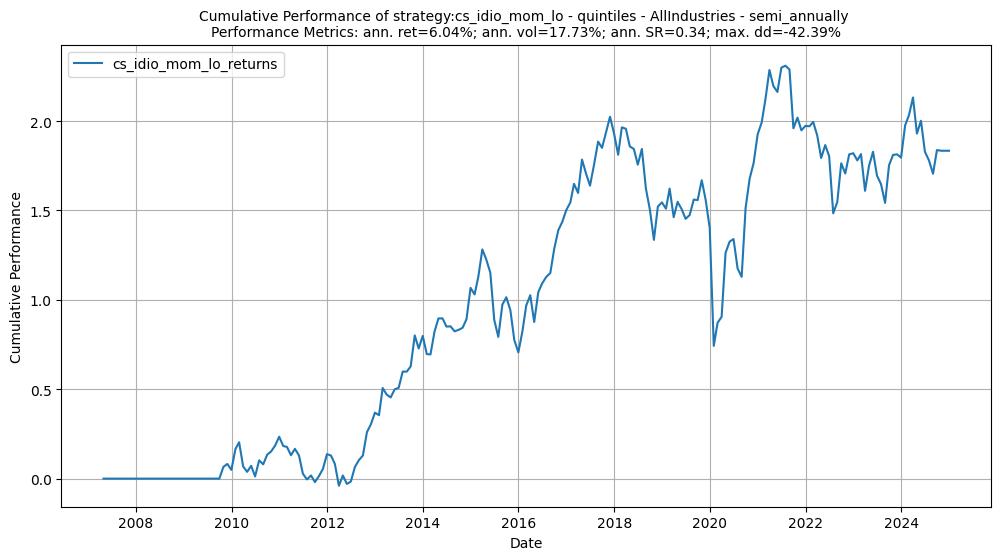 Cumulative Performance of strategy:cs_idio_mom_lo - quintiles - AllIndustries - semi_annually
Performance Metrics: ann. ret=6.04%; ann. vol=17.73%; ann. SR=0.34; max. dd=-42.39%
cs_idio_mom_lo_returns
Cumulative Performance
2.0
1.5
1.0
0.5
0.0
2008 2010 2012 2014 2016 2018 2020 2022 2024
Date